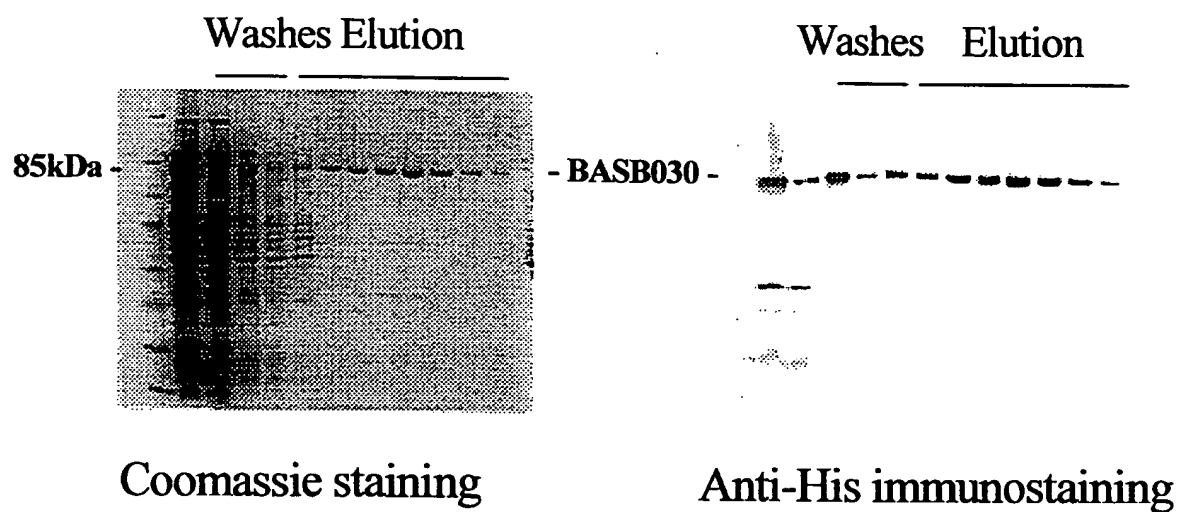 Washes Elution
Washes Elution
85kDa -
- BASB030 -
Coomassie staining
Anti-His immunostaining